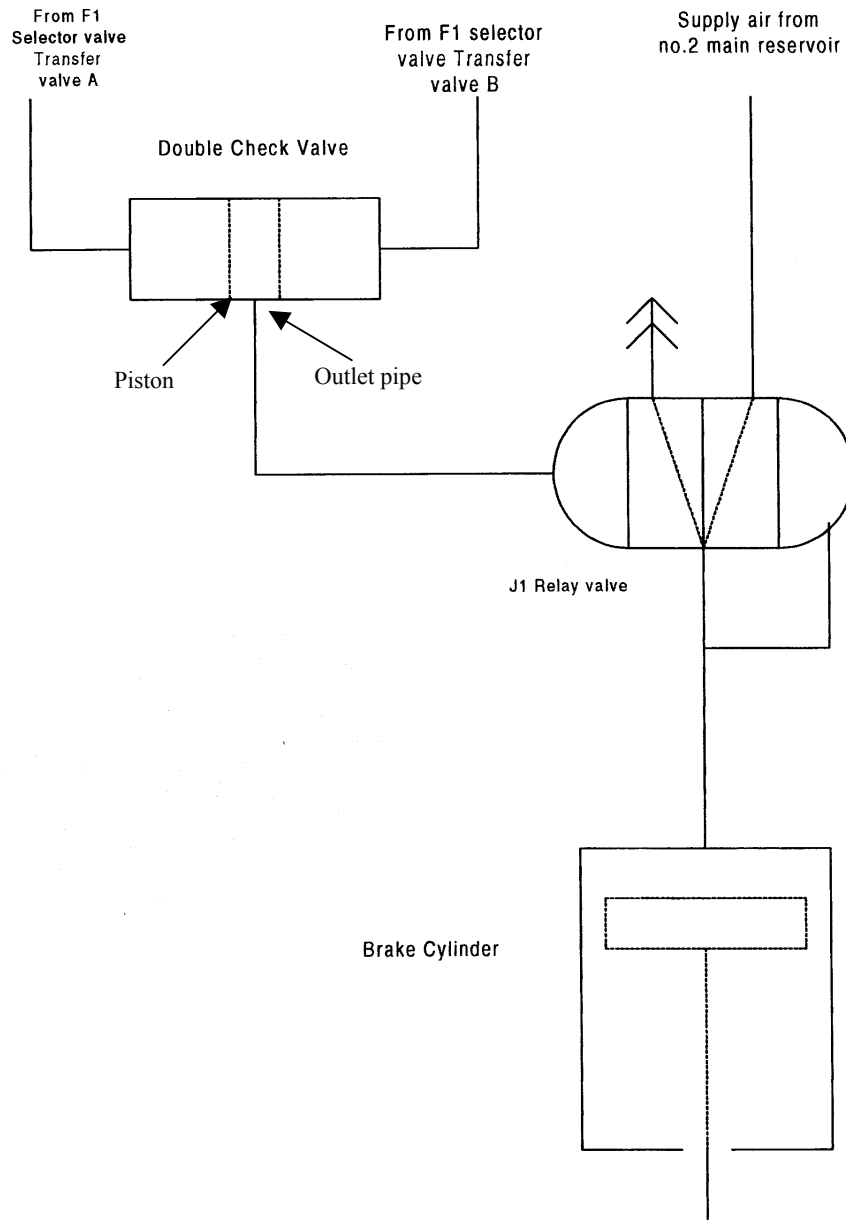 From F1
Selector valve
Transfer
valve A
From F1 selector
valve Transfer
valve B
Supply air from
no.2 main reservoir
Double Check Valve
Piston
Outlet pipe
J1 Relay valve
Brake Cylinder